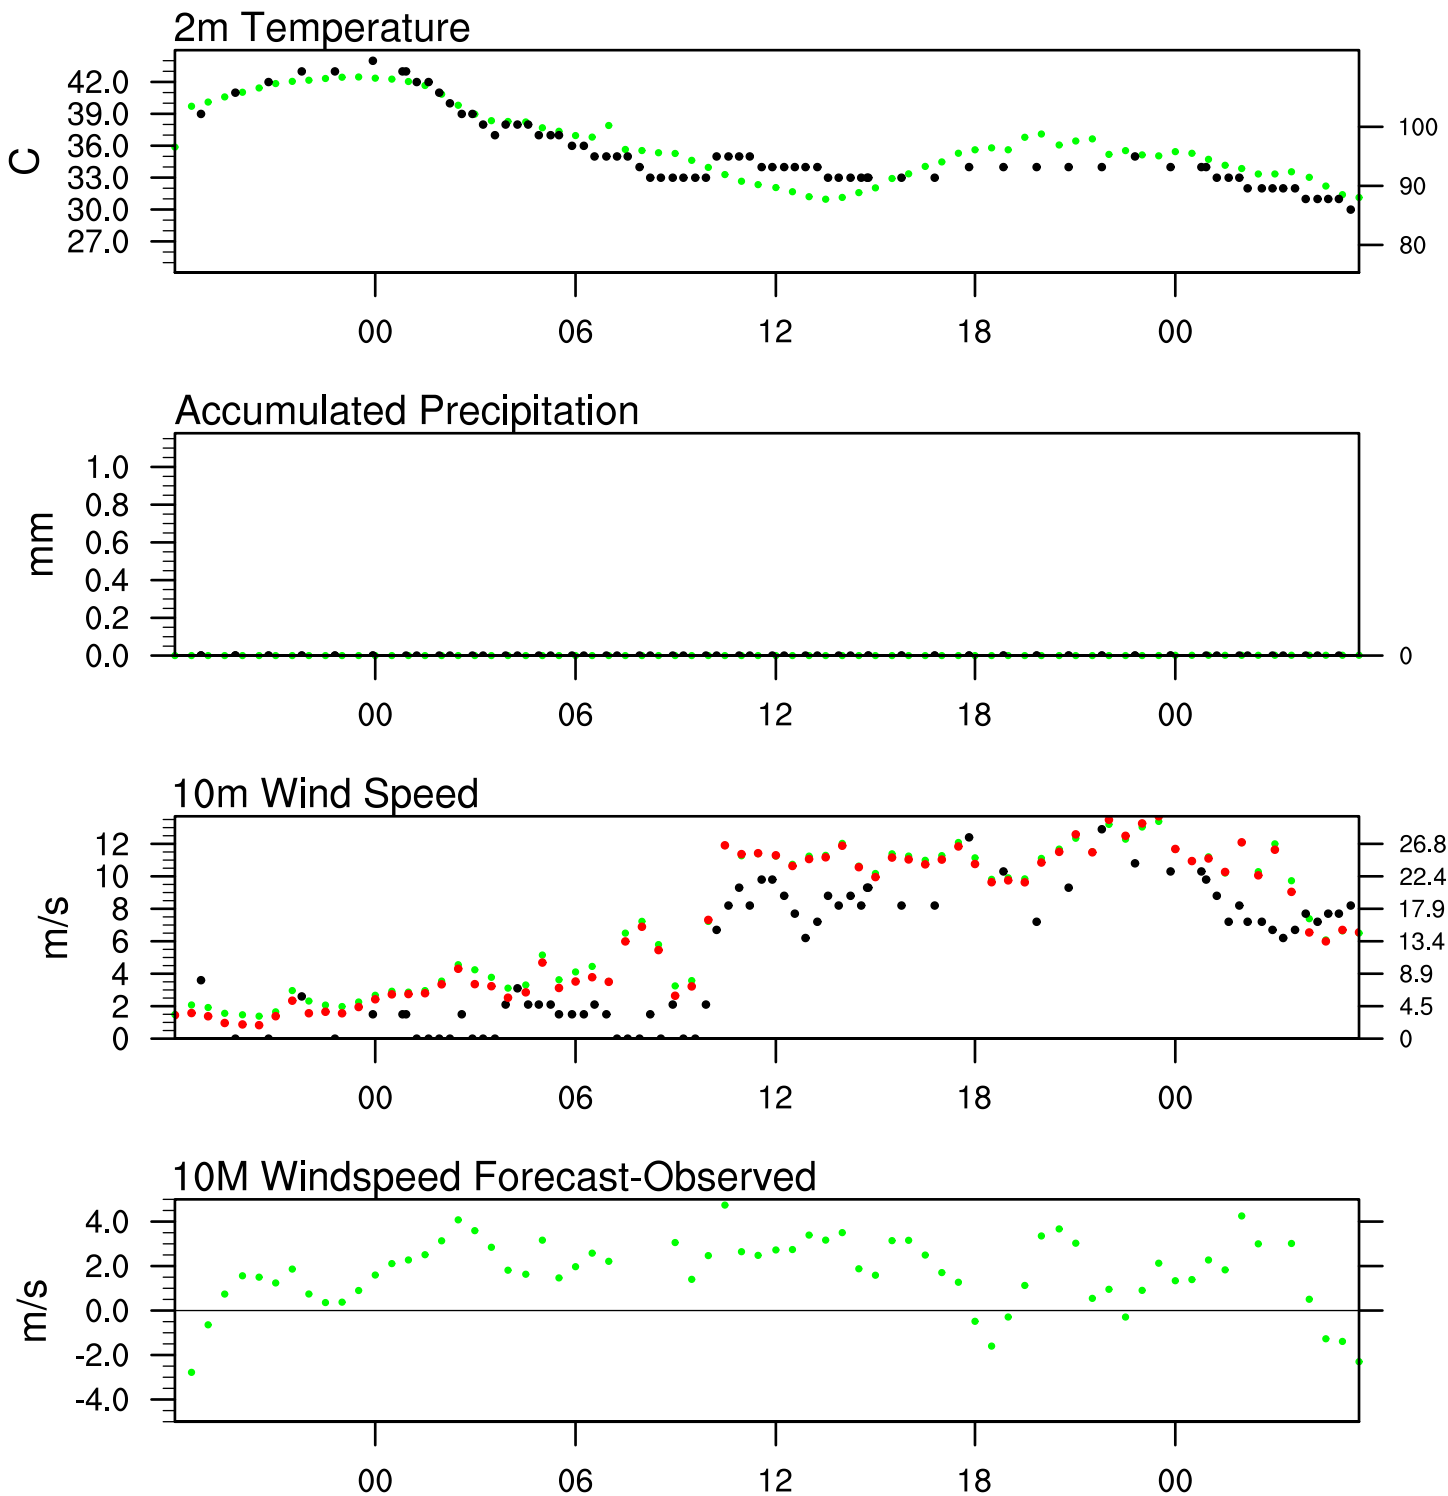 2m Temperature
C
42.0
39.0
36.0
33.0
30.0
27.0
100
90
80
00 06 12 18 00
Accumulated Precipitation
mm
1.0
0.8
0.6
0.4
0.2
0.0
0
00 06 12 18 00
10m Wind Speed
m/s
12
10
8
6
4
2
0
26.8
22.4
17.9
13.4
8.9
4.5
0
00 06 12 18 00
10M Windspeed Forecast-Observed
m/s
4.0
2.0
0.0
-2.0
-4.0
00 06 12 18 00